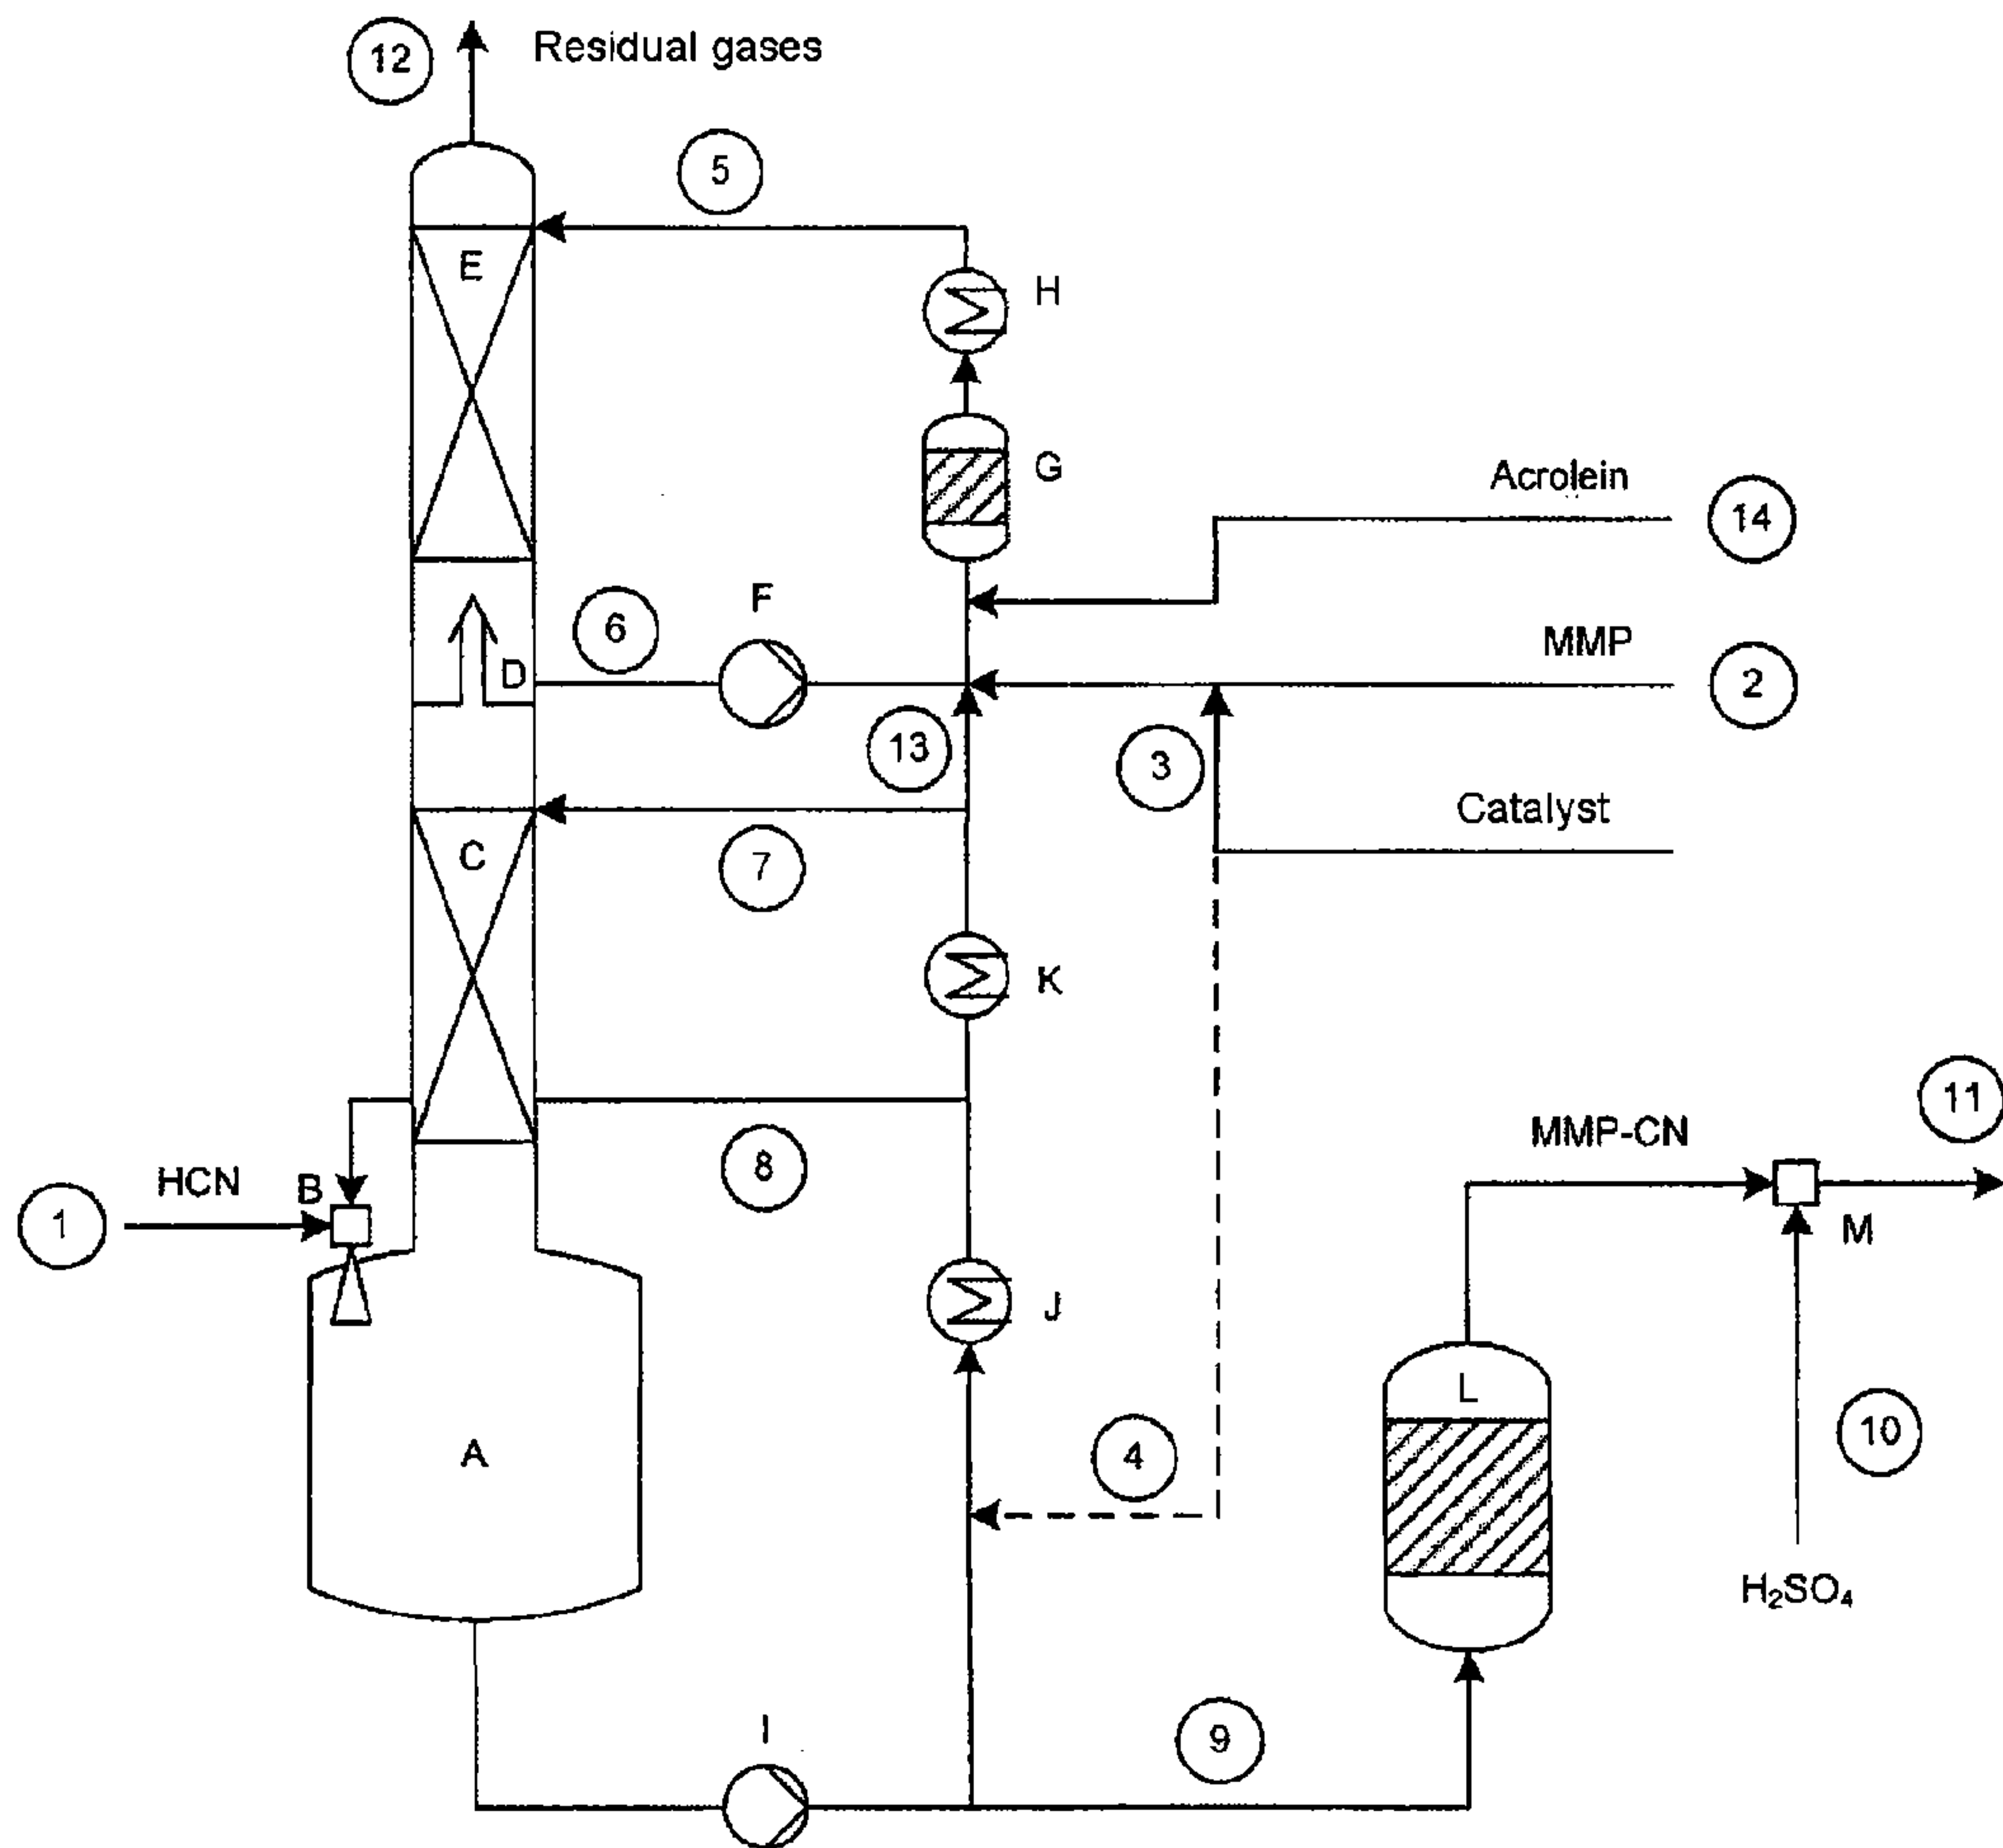 12
Residual gases
5
E
H
G
Acrolein
14
6
F
MMP
2
D
13
3
Catalyst
C
7
K
11
MMP-CN
8
HCN
B
1
M
J
L
A
4
10
H₂SO₄
I
9